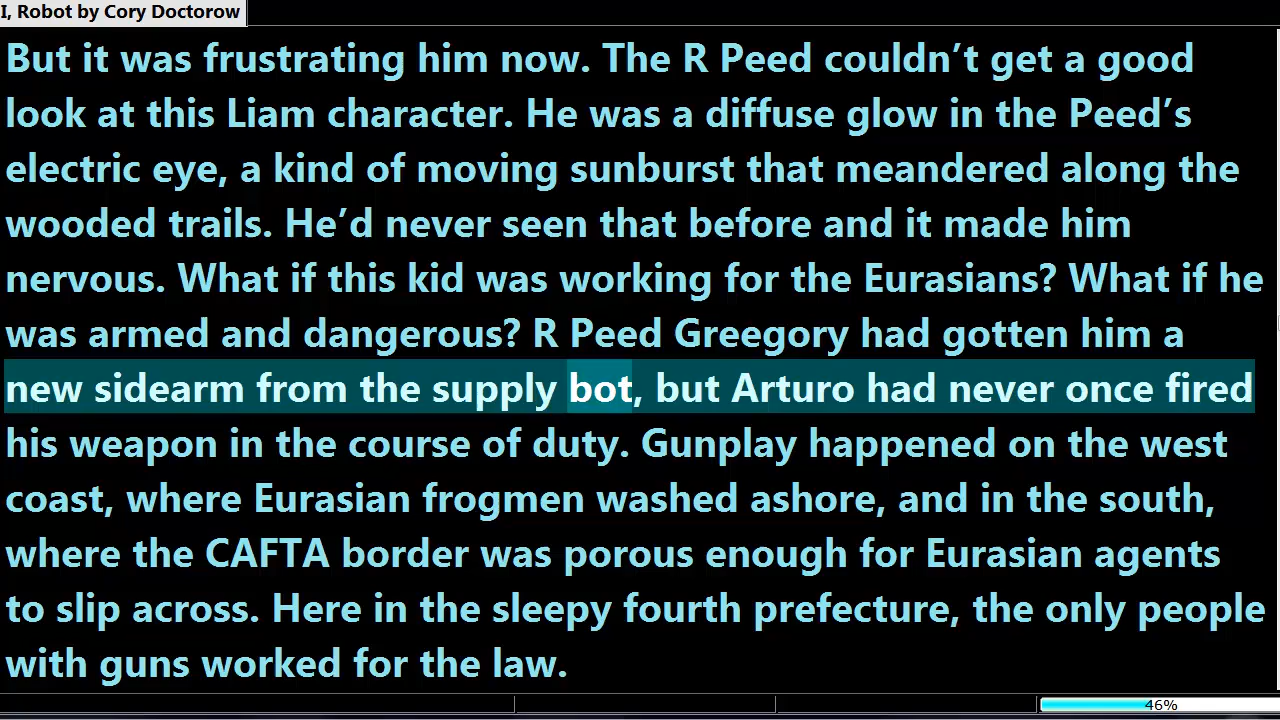 I, Robot by Cory Doctorow
But it was frustrating him now. The R Peed couldn’t get a good
look at this Liam character. He was a diffuse glow in the Peed’s
electric eye, a kind of moving sunburst that meandered along the
wooded trails. He’d never seen that before and it made him
nervous. What if this kid was working for the Eurasians? What if he
was armed and dangerous? R Peed Greegory had gotten him a
new sidearm from the supply bot, but Arturo had never once fired
his weapon in the course of duty. Gunplay happened on the west
coast, where Eurasian frogmen washed ashore, and in the south,
where the CAFTA border was porous enough for Eurasian agents
to slip across. Here in the sleepy fourth prefecture, the only people
with guns worked for the law.
46%